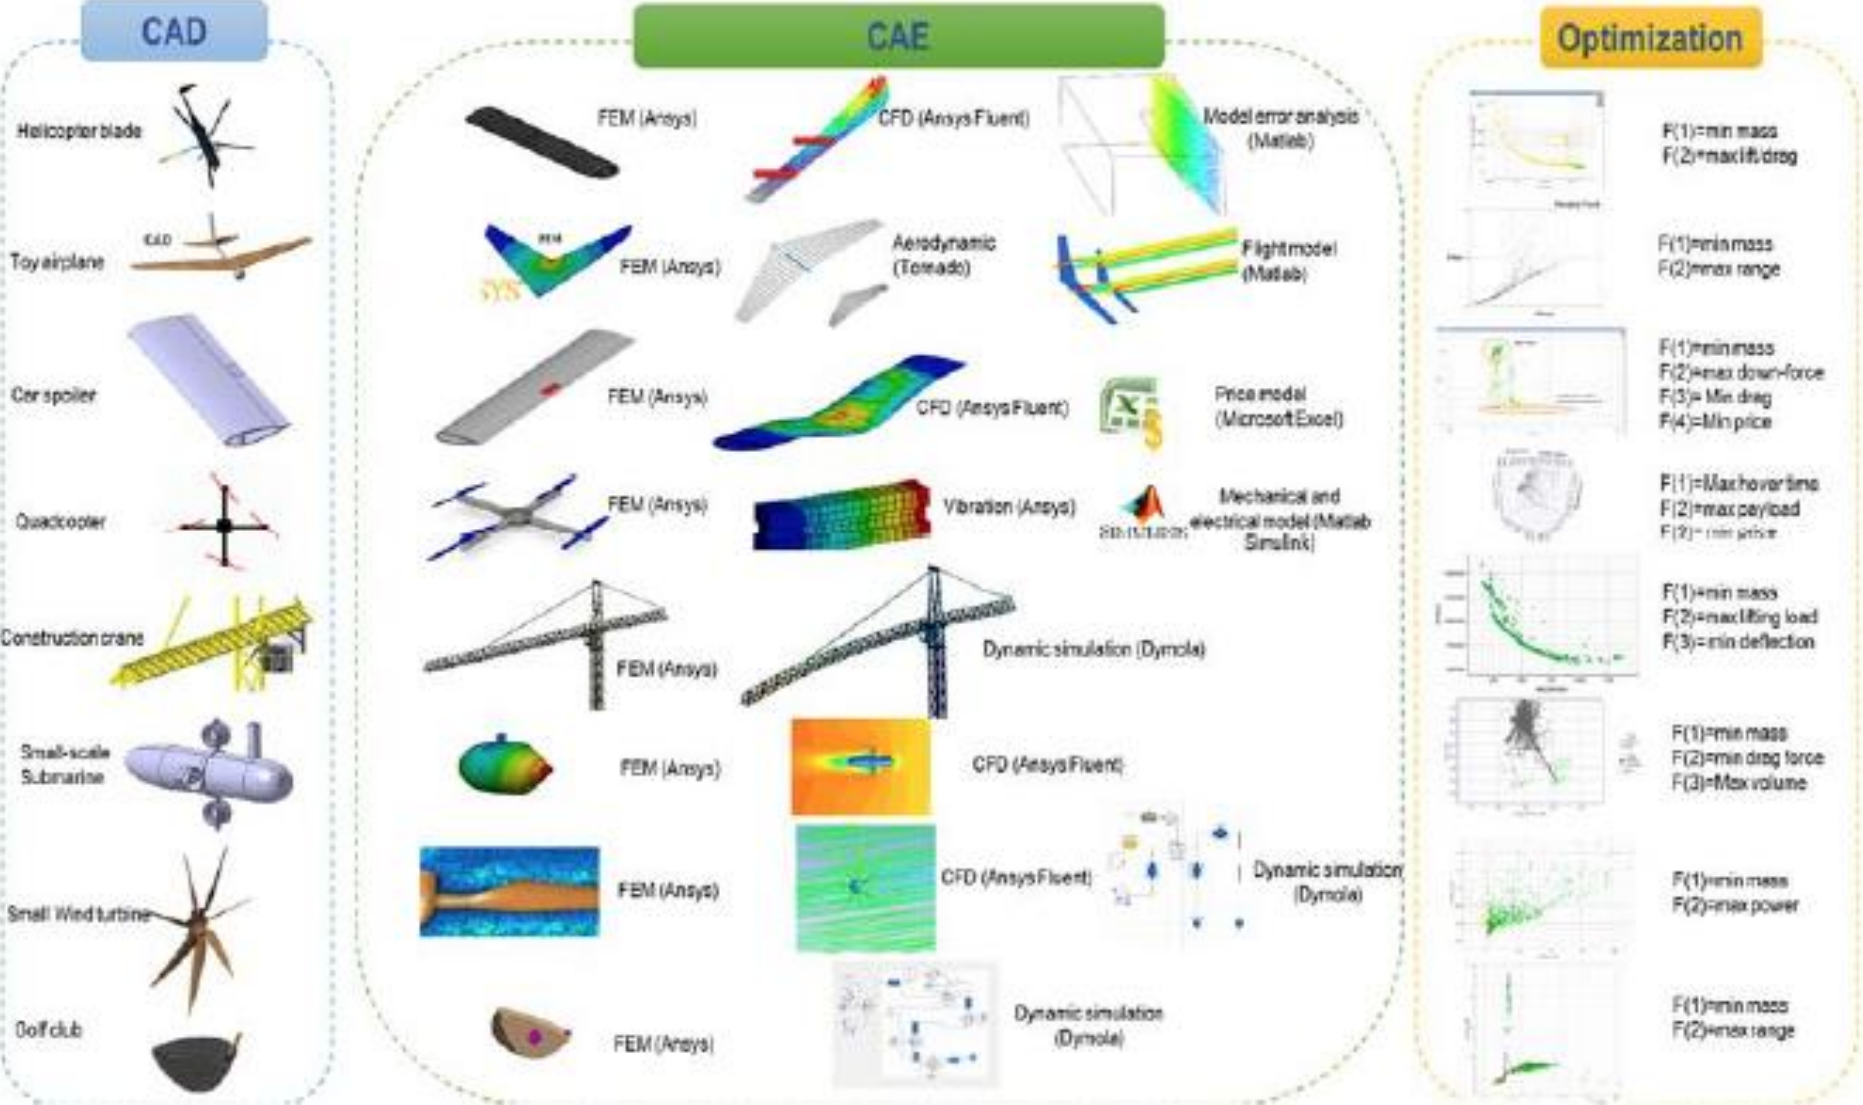 CAD
CAE
Optimization
Helicopter blade
FEM (Ansys)
CFD (Ansys Fluent)
Model error analysis
(Matlab)
F(1)=min mass
F(2)=max lift/drag
Toy airplane
CAD
FEM
FEM (Ansys)
Aerodynamic
(Tornado)
Flight model
(Matlab)
F(1)=min mass
F(2)=max range
Car spoiler
FEM (Ansys)
CFD (Ansys Fluent)
Price model
(Microsoft Excel)
F(1)=min mass
F(2)=max down-force
F(3)= Min drag
F(4)=Min price
Quadcopter
FEM (Ansys)
Vibration (Ansys)
Mechanical and
electrical model (Matlab
Simulink)
F(1)=Max hover time
F(2)=max payload
F(3)= min price
Construction crane
FEM (Ansys)
Dynamic simulation (Dymola)
F(1)=min mass
F(2)=max lifting load
F(3)=min deflection
Small-scale
Submarine
FEM (Ansys)
CFD (Ansys Fluent)
F(1)=min mass
F(2)=min drag force
F(3)=Max volume
Small Wind turbine
FEM (Ansys)
CFD (Ansys Fluent)
Dynamic simulation
(Dymola)
F(1)=min mass
F(2)=max power
Golf club
FEM (Ansys)
Dynamic simulation
(Dymola)
F(1)=min mass
F(2)=max range